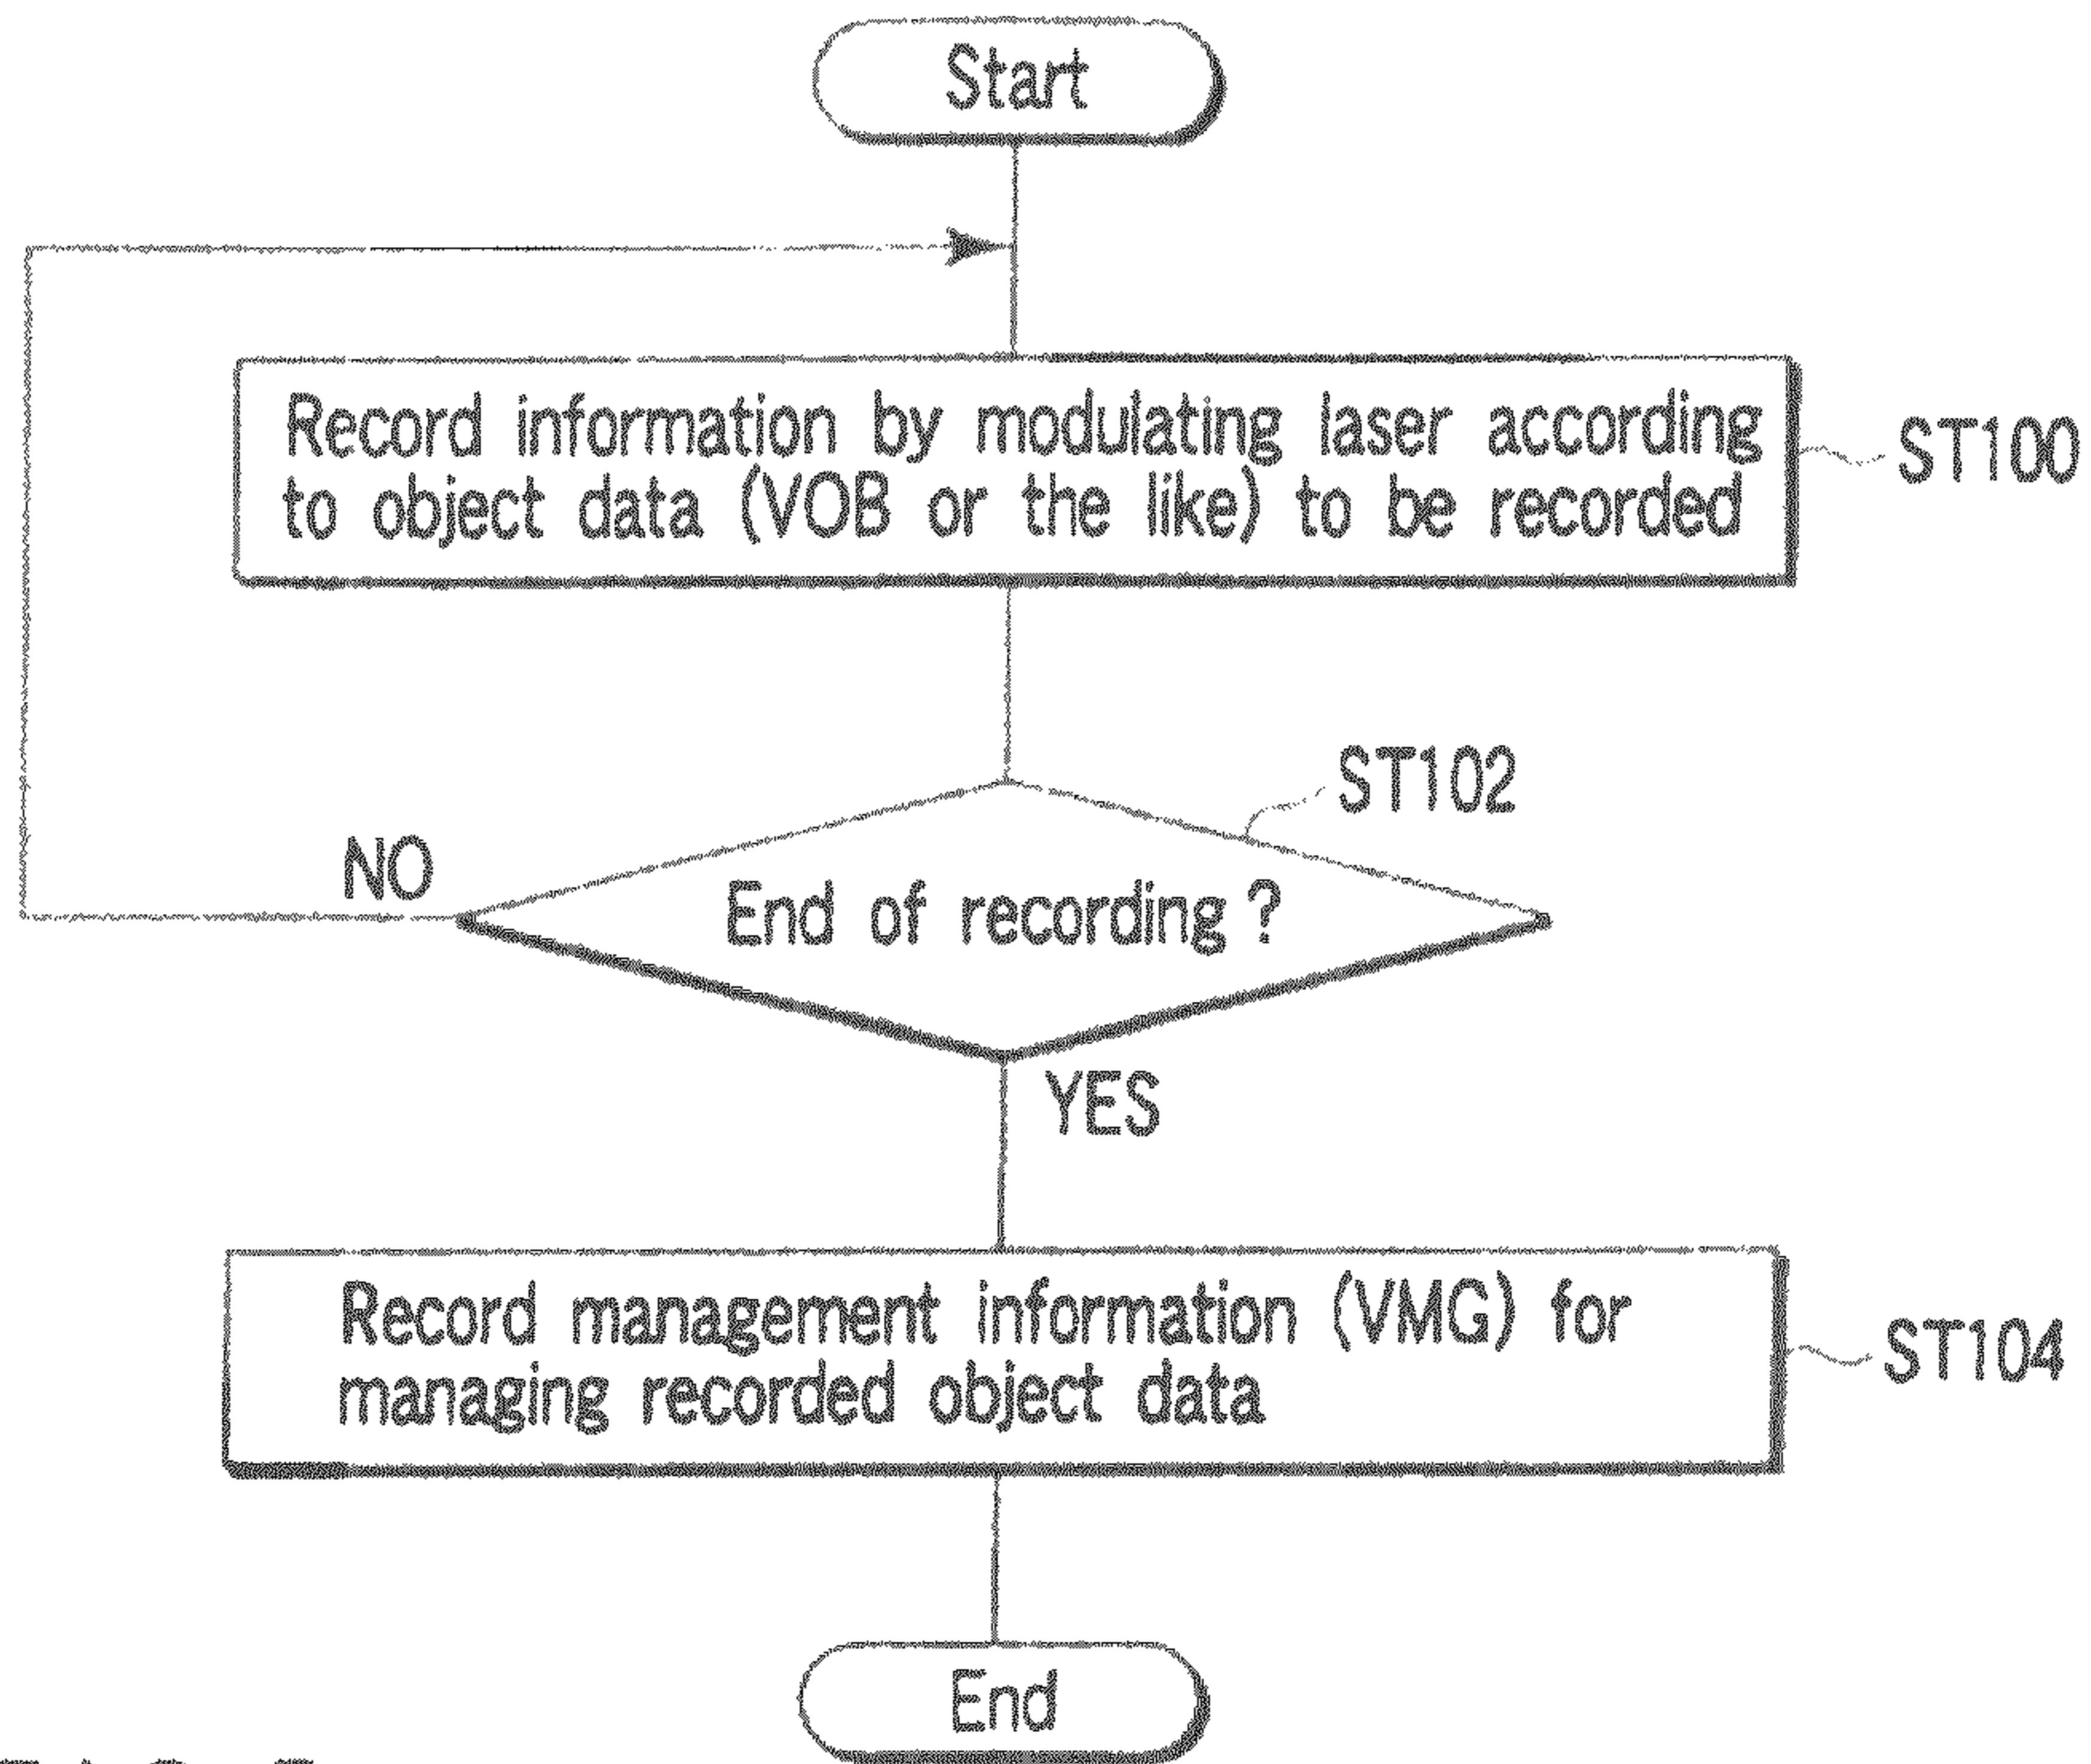 Start
Record information by modulating laser according
to object data (VOB or the like) to be recorded
ST100
ST102
NO
End of recording ?
YES
Record management information (VMG) for
managing recorded object data
ST104
End